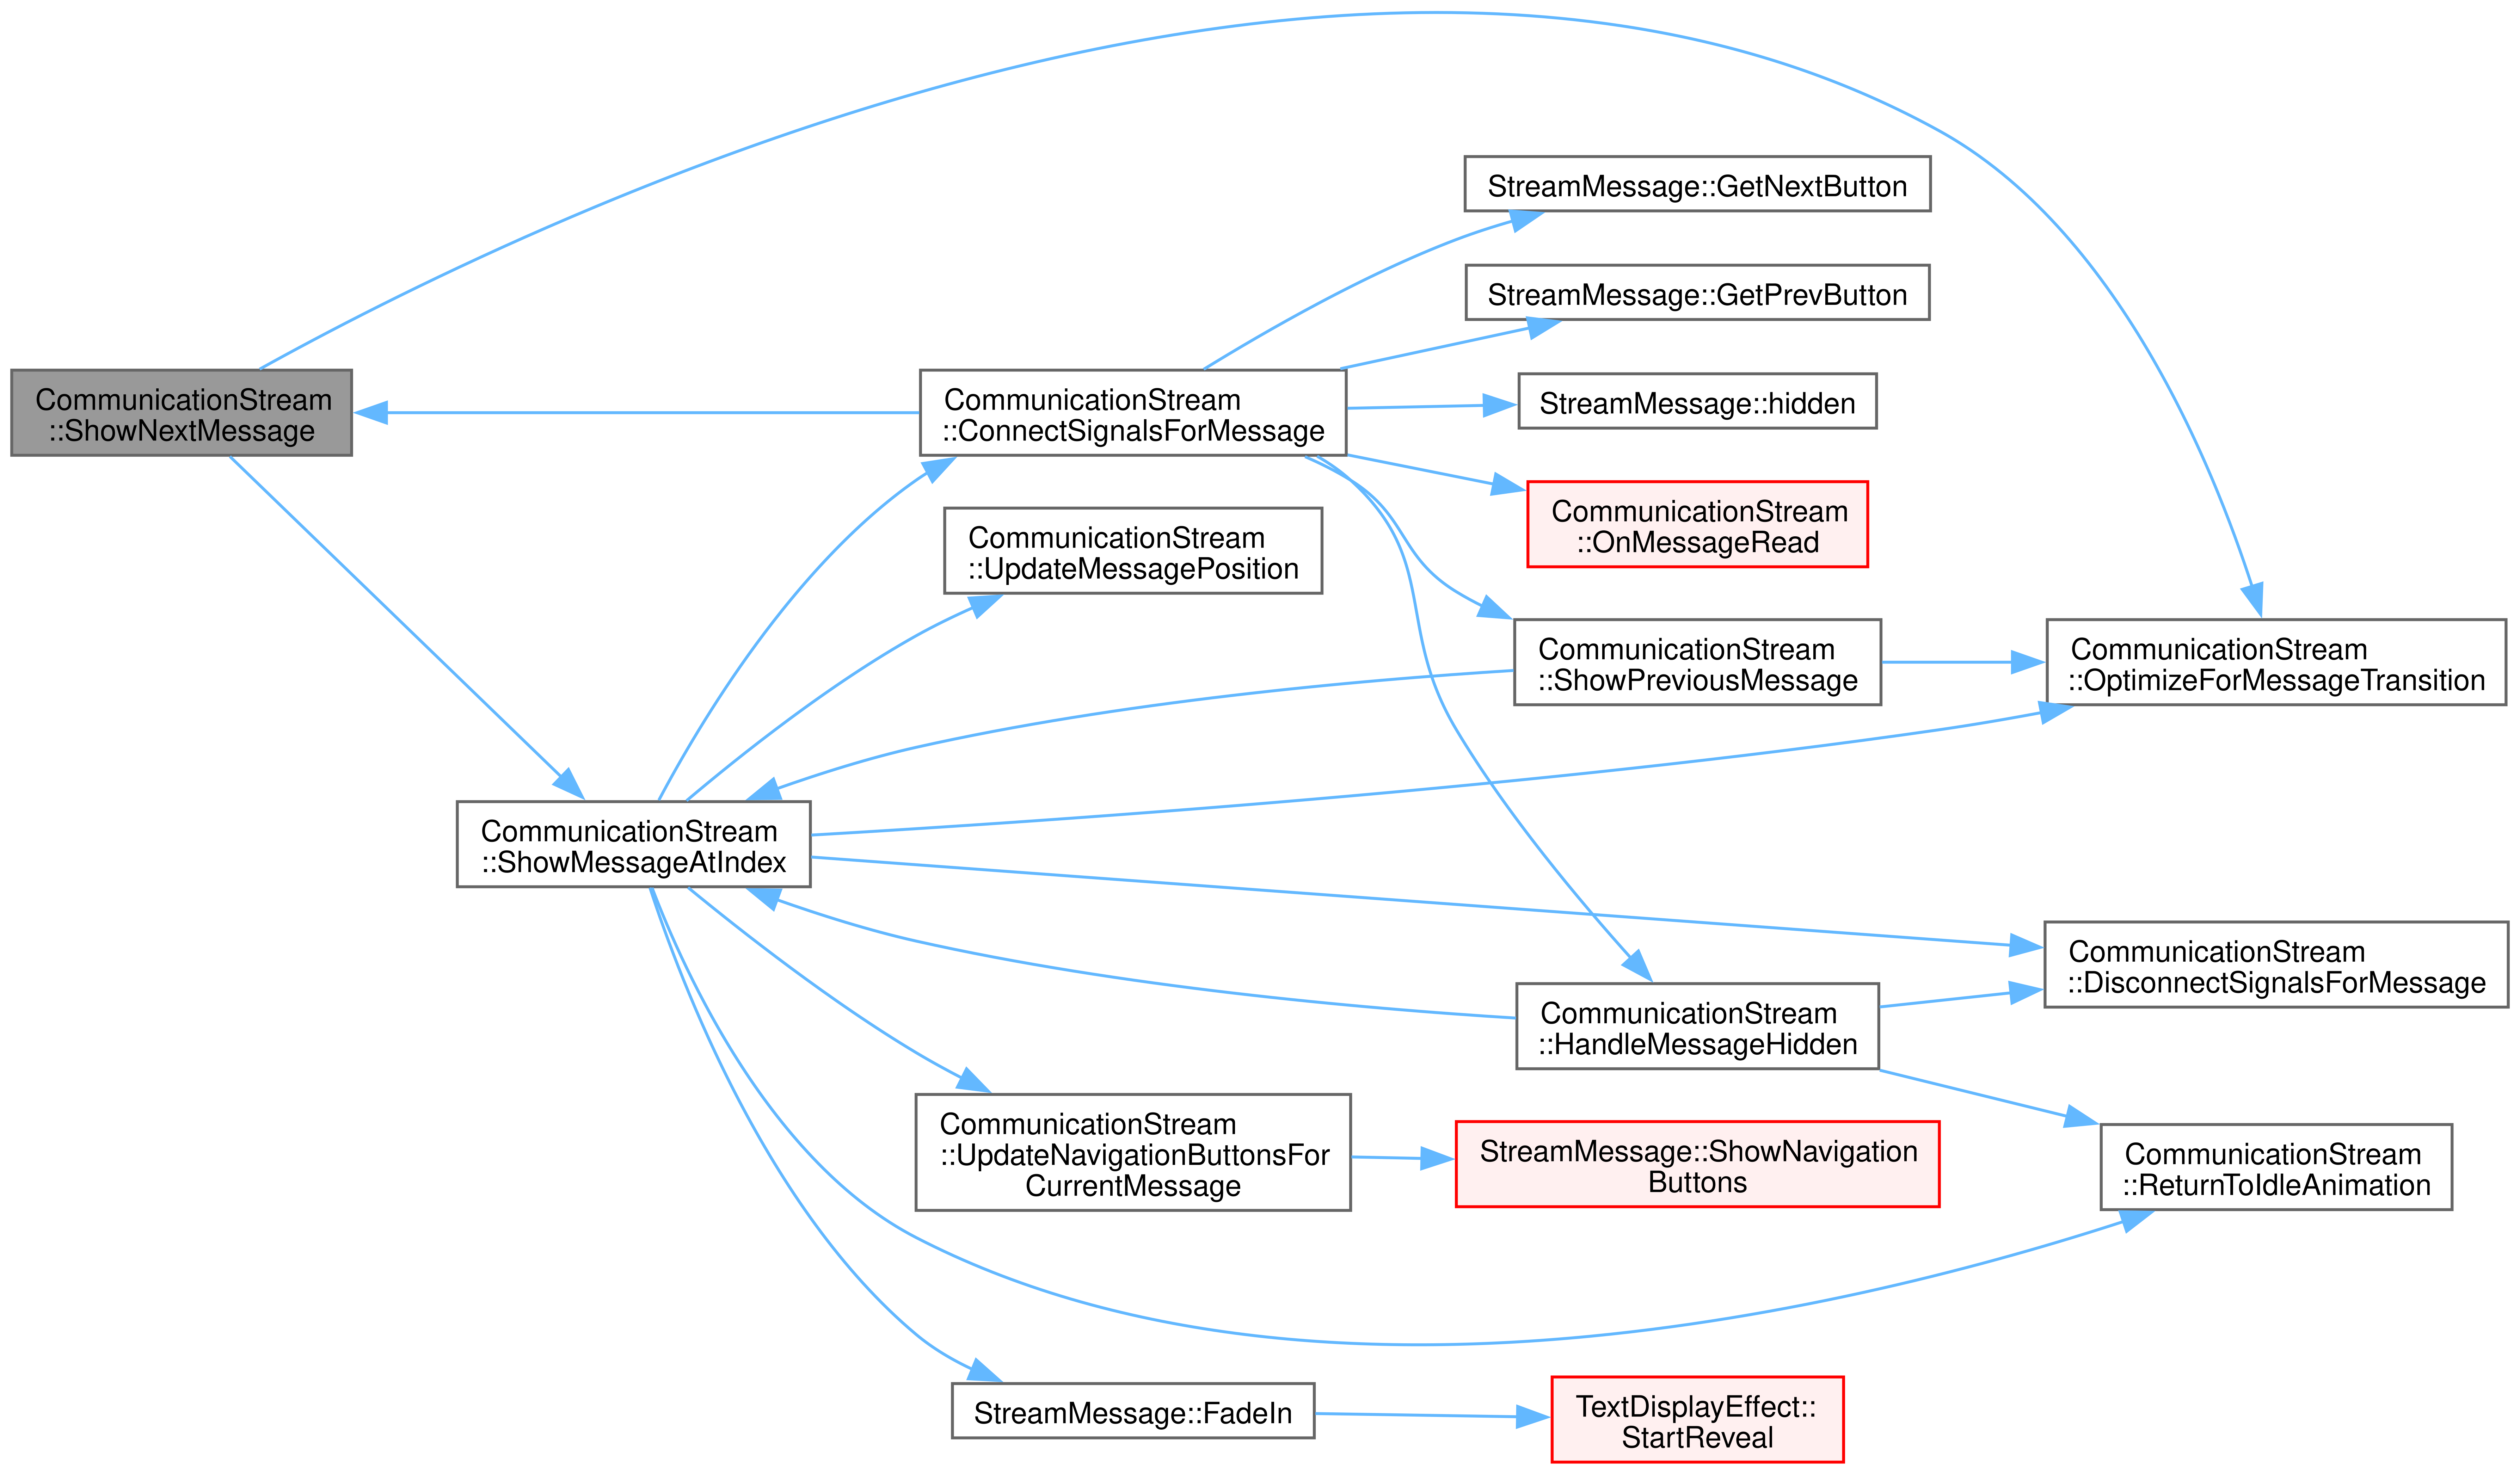 StreamMessage::GetNextButton
StreamMessage::GetPrevButton
CommunicationStream
::ShowNextMessage
CommunicationStream
::ConnectSignalsForMessage
StreamMessage::hidden
CommunicationStream
::OnMessageRead
CommunicationStream
::UpdateMessagePosition
CommunicationStream
::ShowPreviousMessage
CommunicationStream
::OptimizeForMessageTransition
CommunicationStream
::ShowMessageAtIndex
CommunicationStream
::DisconnectSignalsForMessage
CommunicationStream
::HandleMessageHidden
CommunicationStream
::UpdateNavigationButtonsFor
CurrentMessage
StreamMessage::ShowNavigation
Buttons
CommunicationStream
::ReturnToIdleAnimation
StreamMessage::FadeIn
TextDisplayEffect::
StartReveal